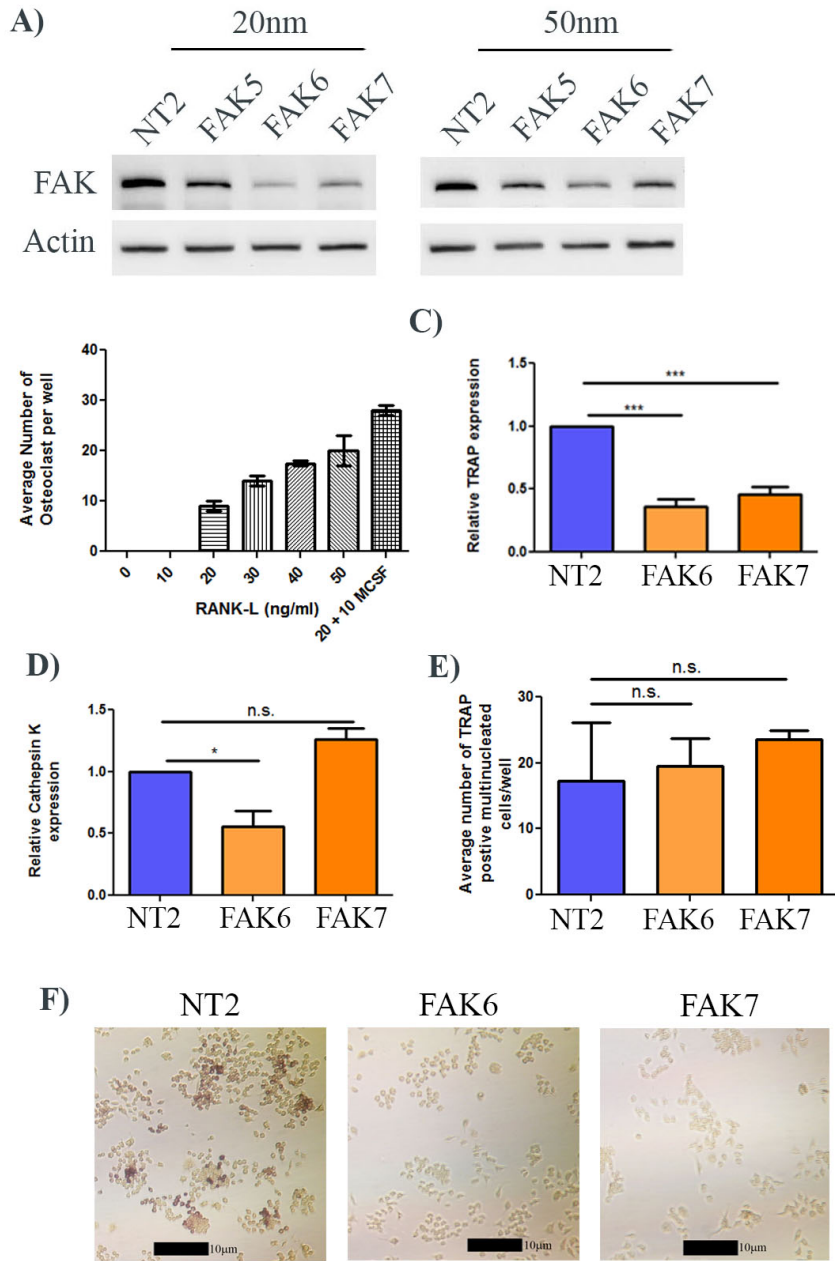 A)
20nm 50nm
NT2 FAK5 FAK6 FAK7 NT2 FAK5 FAK6 FAK7
FAK
Actin
Average Number of
Osteoclast per well
40
30
20
10
0
0 10 20 30 40 50 20 + 10 MCSF
RANK-L (ng/ml)
C)
Relative TRAP expression
1.5
1.0
0.5
0.0
***
***
NT2 FAK6 FAK7
D)
Relative Cathepsin K
expression
1.5
1.0
0.5
0.0
n.s.
*
NT2 FAK6 FAK7
E)
Average number of TRAP
postive multinucleated
cells/well
30
20
10
0
n.s.
n.s.
NT2 FAK6 FAK7
F)
NT2 FAK6 FAK7
10μm 10μm 10μm